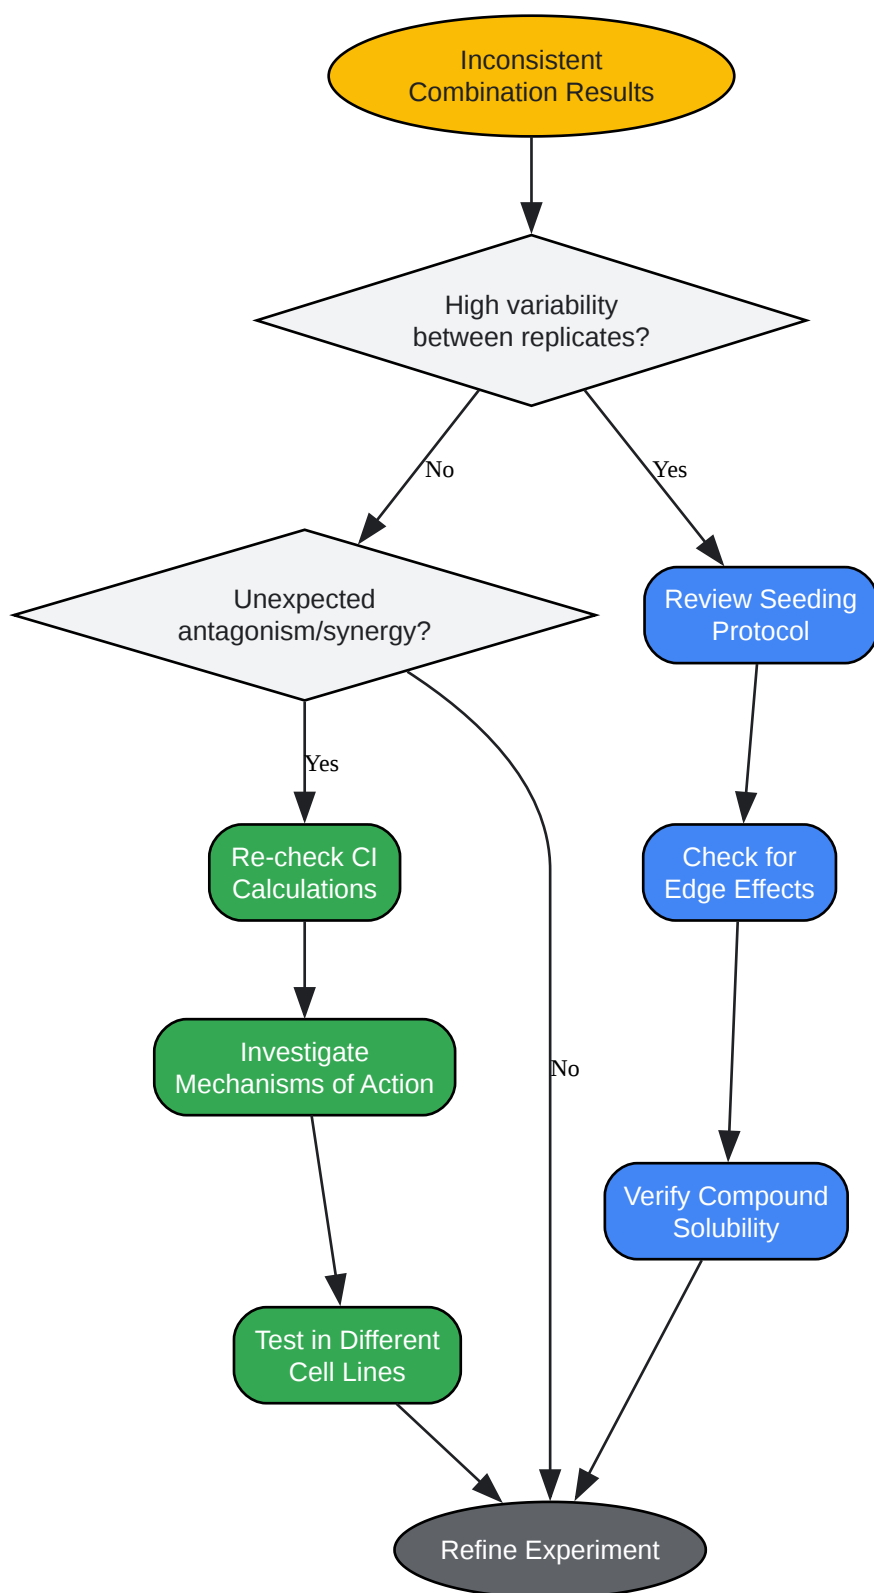 Inconsistent
Combination Results
High variability
between replicates?
No
Yes
Unexpected
antagonism/synergy?
Review Seeding
Protocol
Yes
Re-check CI
Calculations
Check for
Edge Effects
Investigate
Mechanisms of Action
No
Verify Compound
Solubility
Test in Different
Cell Lines
Refine Experiment